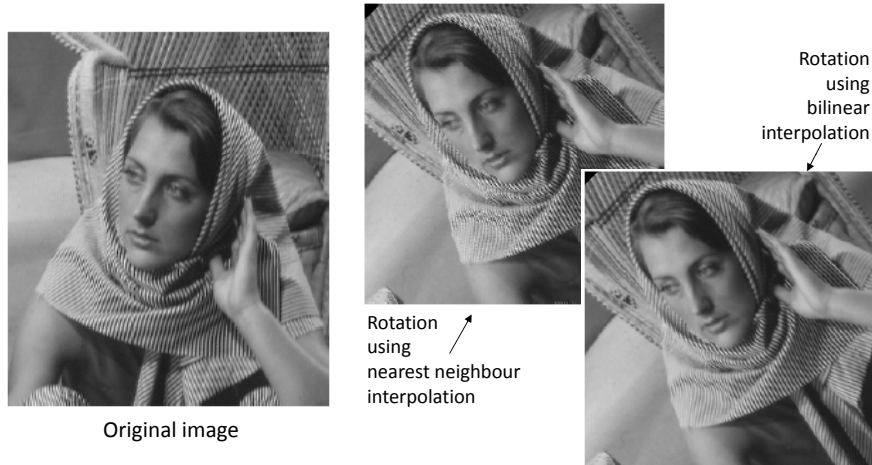 Original image
Rotation
using
nearest neighbour
interpolation
Rotation
using
bilinear
interpolation